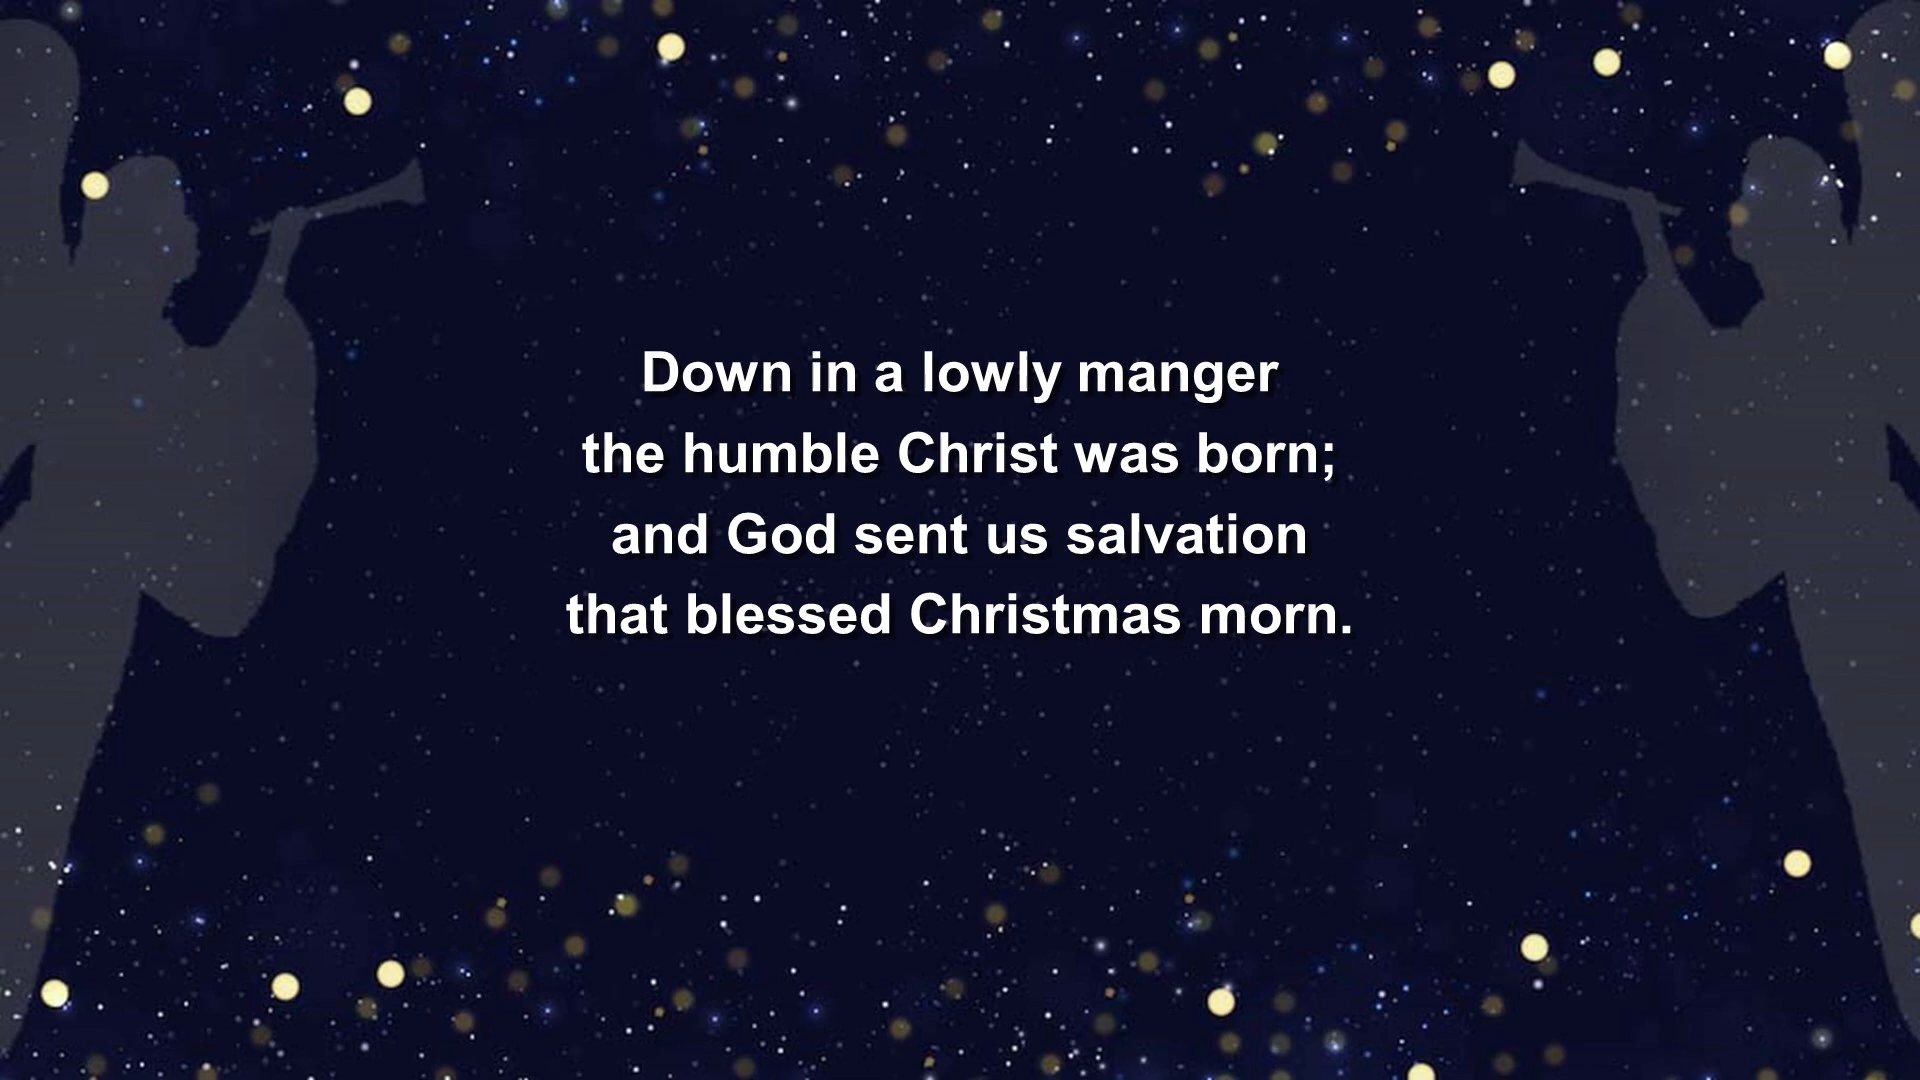 Down in a lowly manger
the humble Christ was born;
and God sent us salvation
that blessed Christmas morn.